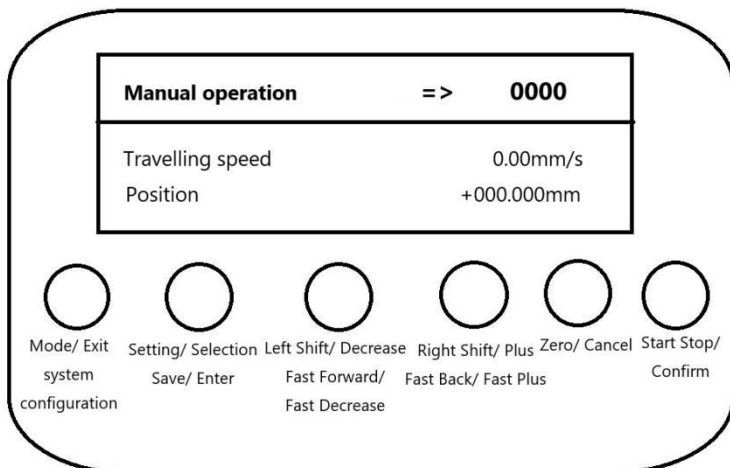 Manual operation => 0000
Travelling speed 0.00mm/s
Position +000.000mm
Mode/ Exit
system
configuration
Setting/ Selection
Save/ Enter
Left Shift/ Decrease
Fast Forward/
Fast Decrease
Right Shift/ Plus
Fast Back/ Fast Plus
Zero/ Cancel
Start Stop/
Confirm